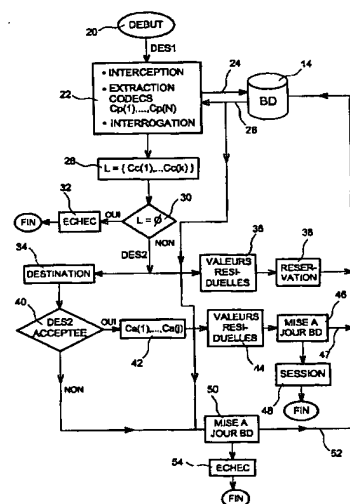 20
DEBUT
DES1
22
• INTERCEPTION
• EXTRACTION
CODECS
Cp(1),...,Cp(N)
• INTERROGATION
24
26
14
BD
28
L = { Cc(1),...,Cc(k) }
32
30
FIN
ECHEC
OUI
L = ∅
NON
DES2
34
DESTINATION
36
VALEURS
RESI-
DUELLES
38
RESER-
VATION
40
DES2
ACCEPTEE
OUI
Ca(1),...,Ca(j)
42
VALEURS
RESI-
DUELLES
44
46
MISE A
JOUR BD
47
SESSION
48
FIN
NON
50
MISE A
JOUR BD
52
54
ECHEC
FIN